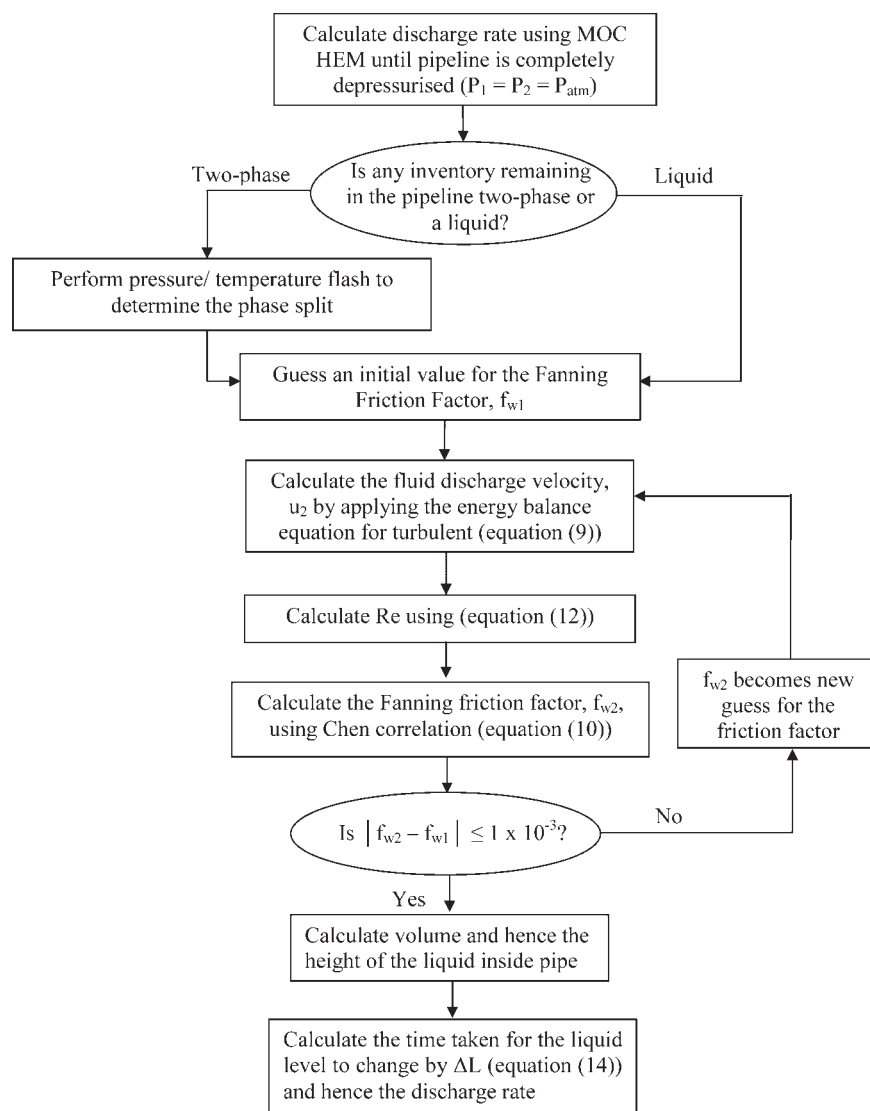 Calculate discharge rate using MOC
HEM until pipeline is completely
depressurised (P₁ = P₂ = Pₐₜₘ)
Two-phase
Is any inventory remaining
in the pipeline two-phase or
a liquid?
Liquid
Perform pressure/ temperature flash to
determine the phase split
Guess an initial value for the Fanning
Friction Factor, f_w1
Calculate the fluid discharge velocity,
u₂ by applying the energy balance
equation for turbulent (equation (9))
Calculate Re using (equation (12))
Calculate the Fanning friction factor, f_w2,
using Chen correlation (equation (10))
f_w2 becomes new
guess for the
friction factor
Is | f_w2 – f_w1 | ≤ 1 x 10⁻³?
No
Yes
Calculate volume and hence the
height of the liquid inside pipe
Calculate the time taken for the liquid
level to change by ΔL (equation (14))
and hence the discharge rate